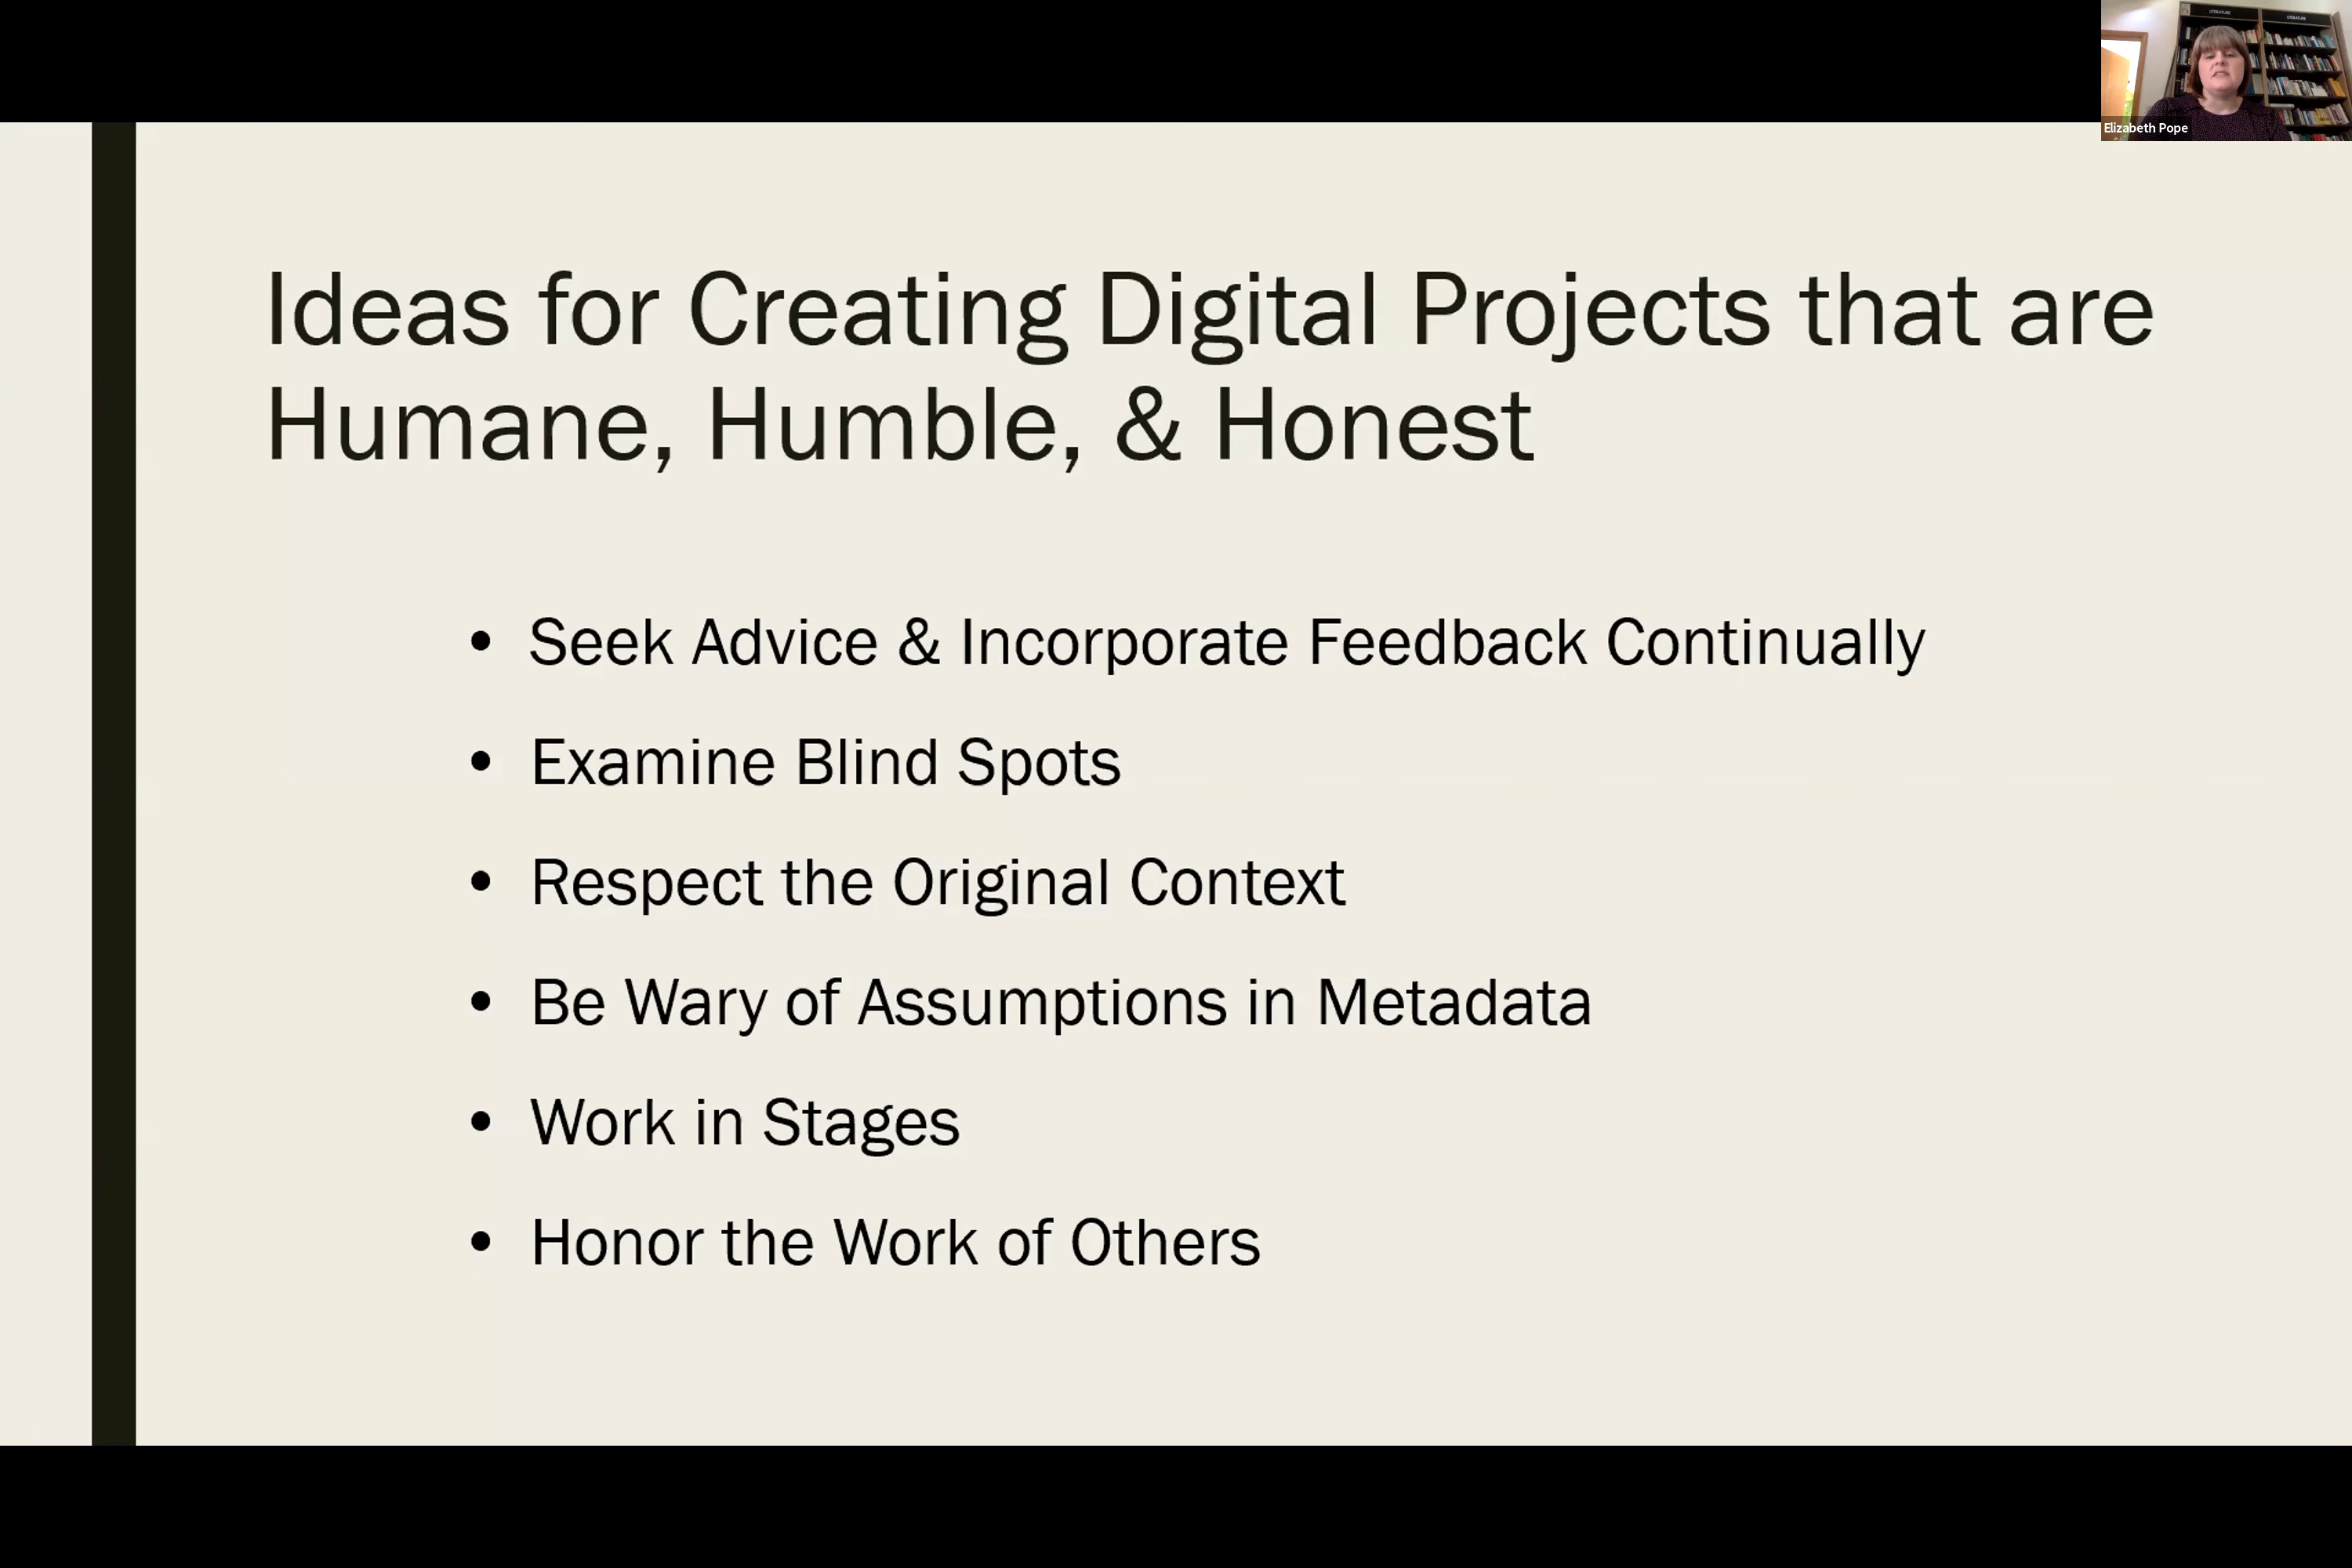 LITERATURE
LITERATURE
Elizabeth Pope
Ideas for Creating Digital Projects that are
Humane, Humble, & Honest
• Seek Advice & Incorporate Feedback Continually
• Examine Blind Spots
• Respect the Original Context
• Be Wary of Assumptions in Metadata
• Work in Stages
• Honor the Work of Others